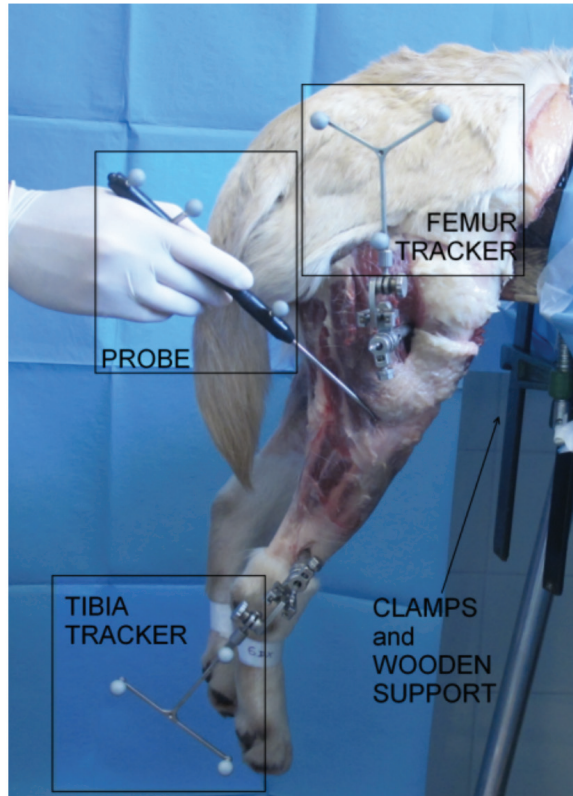 FEMUR
TRACKER
PROBE
TIBIA
TRACKER
CLAMPS
and
WOODEN
SUPPORT